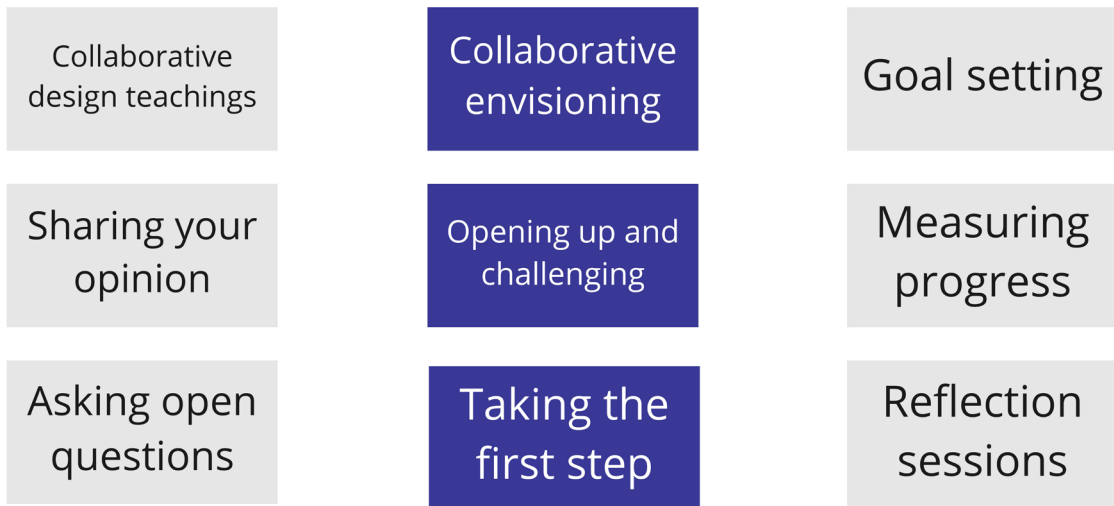 Collaborative
design teachings
Collaborative
envisioning
Goal setting
Sharing your
opinion
Opening up and
challenging
Measuring
progress
Asking open
questions
Taking the
first step
Reflection
sessions